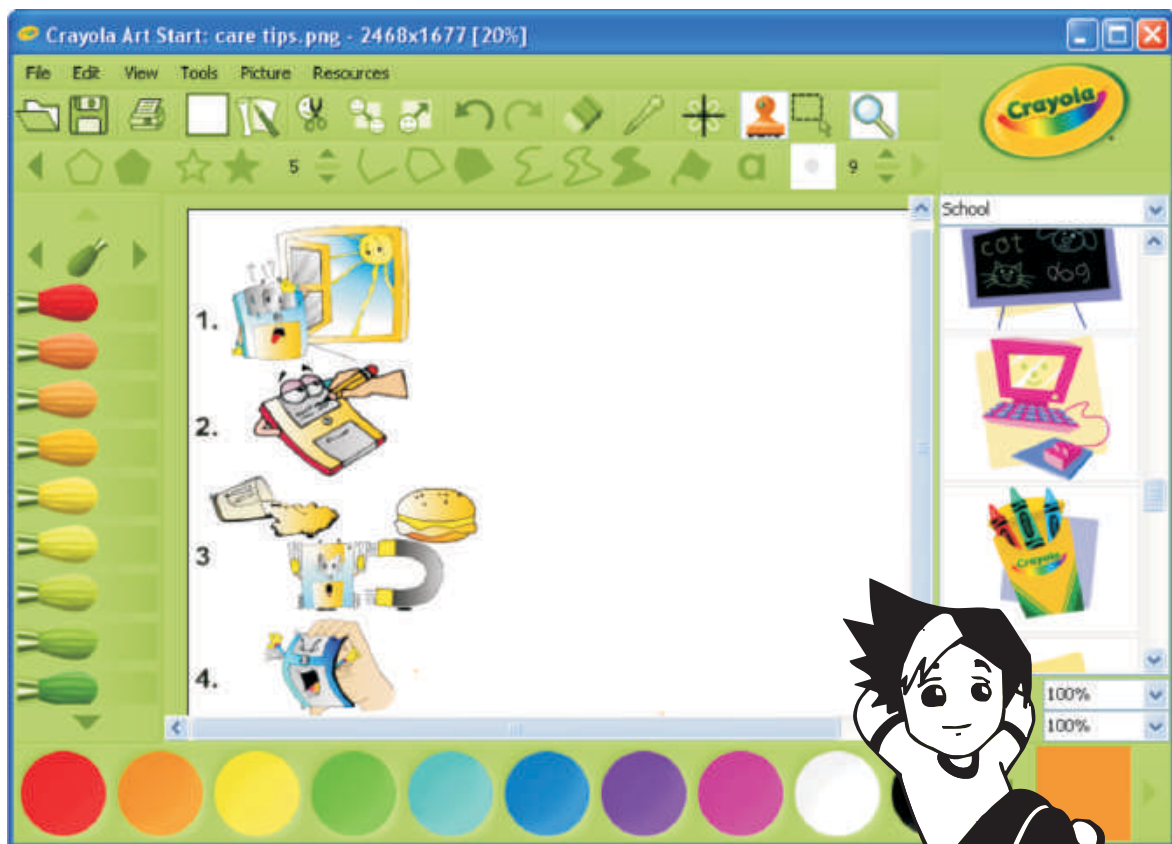 Crayola Art Start: care tips.png - 2468x1677 [20%]
File Edit View Tools Picture Resources
Crayola
5
a
9
School
cat
dog
1.
2.
3
Crayola
4.
100%
100%